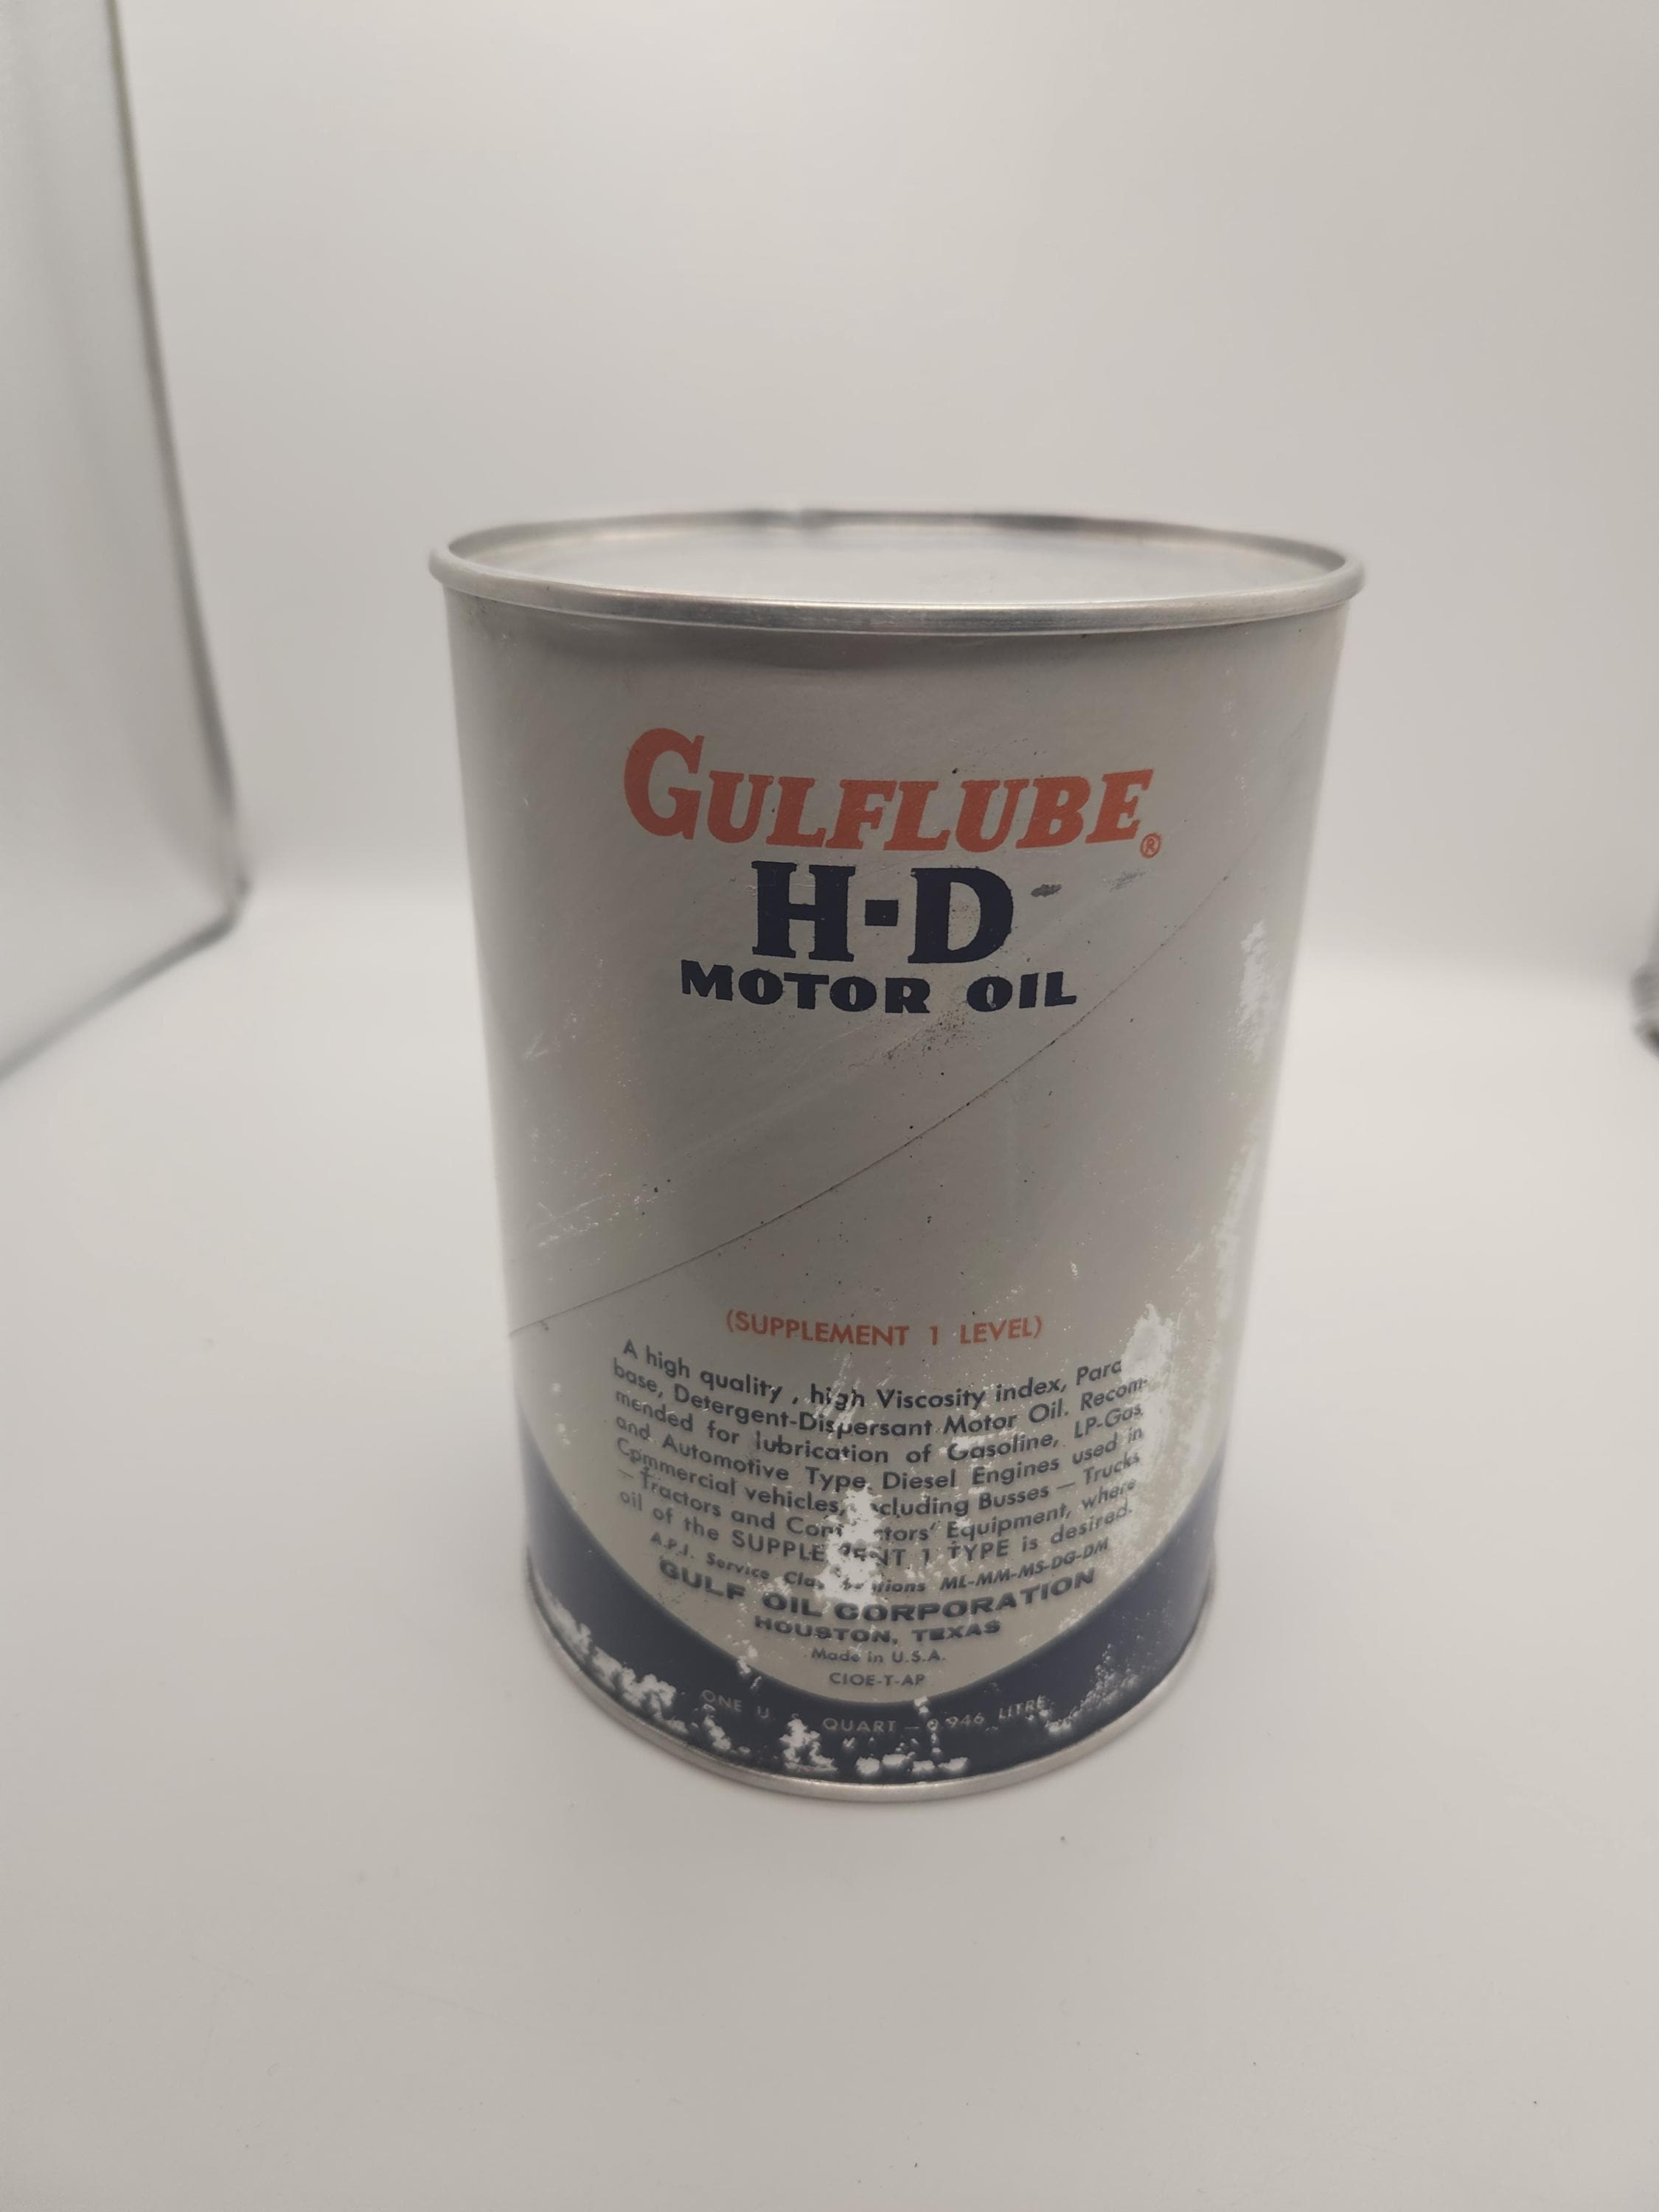 GULFLUBE®
H-D
MOTOR OIL
(SUPPLEMENT 1 LEVEL)
A high quality, high Viscosity index, Para
base, Detergent-Dispersant Motor Oil. Recom-
mended for lubrication of Gasoline, LP-Gas
and Automotive Type Diesel Engines used in
Commercial vehicles, including Busses — Trucks
— Tractors and Contractors' Equipment, where
oil of the SUPPLEMENT 1 TYPE is desired.
A.P.I. Service ML-MM-MS-DG-DM
GULF OIL CORPORATION
HOUSTON, TEXAS
Made in U.S.A.
CIOE-T-AP
ONE U. S. QUART — 0.946 LITRE